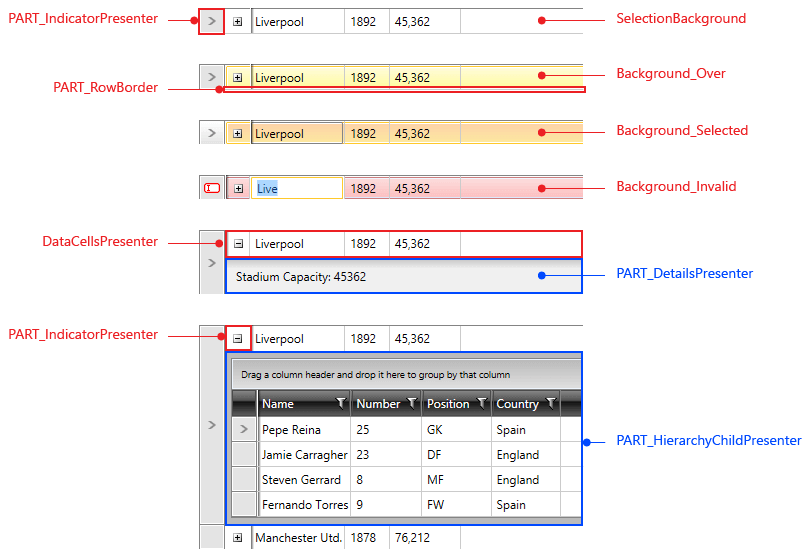 PART_IndicatorPresenter Liverpool 1892 45,362 SelectionBackground
Liverpool 1892 45,362 Background_Over
PART_RowBorder
Liverpool 1892 45,362 Background_Selected
Live 1892 45,362 Background_Invalid
DataCellsPresenter Liverpool 1892 45,362
Stadium Capacity: 45362 PART_DetailsPresenter
PART_IndicatorPresenter Liverpool 1892 45,362
Drag a column header and drop it here to group by that column
Name Number Position Country
Pepe Reina 25 GK Spain
PART_HierarchyChildPresenter
Jamie Carragher 23 DF England
Steven Gerrard 8 MF England
Fernando Torres 9 FW Spain
Manchester Utd. 1878 76,212